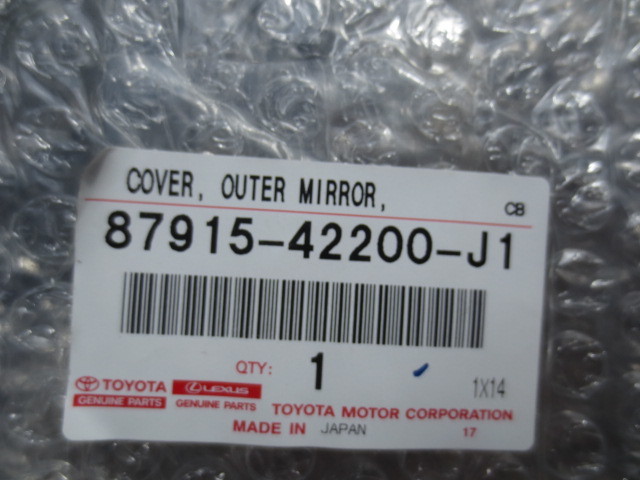 COVER, OUTER MIRROR,
CB
87915-42200-J1
QTY: 1
1X14
TOYOTA LEXUS
GENUINE PARTS GENUINE PARTS TOYOTA MOTOR CORPORATION
MADE IN JAPAN 17